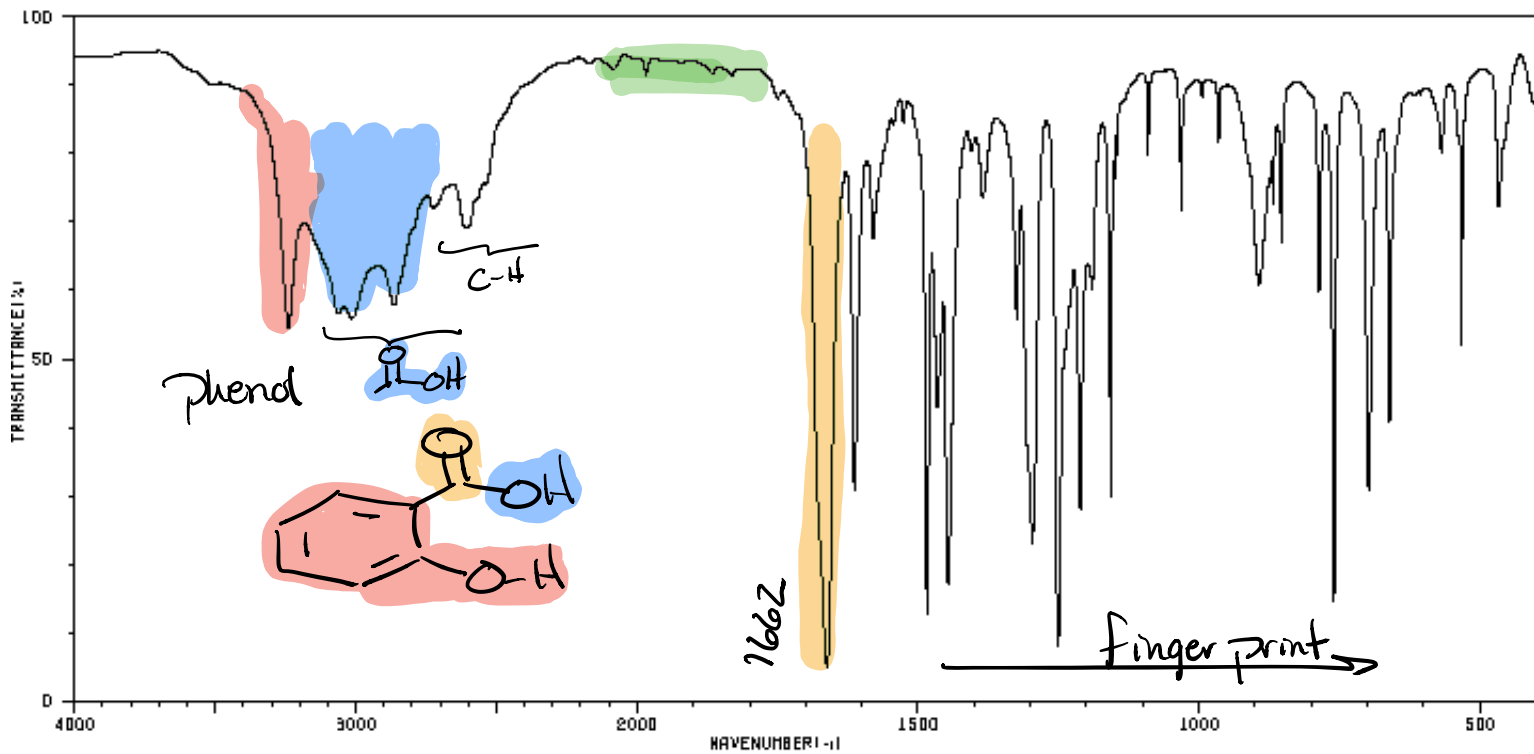 100
50
0
TRANSMITTANCE(%)
C-H
O
OH
phenol
O
OH
O-H
1662
Finger print
4000 3000 2000 1500 1000 500
WAVENUMBER(-1)